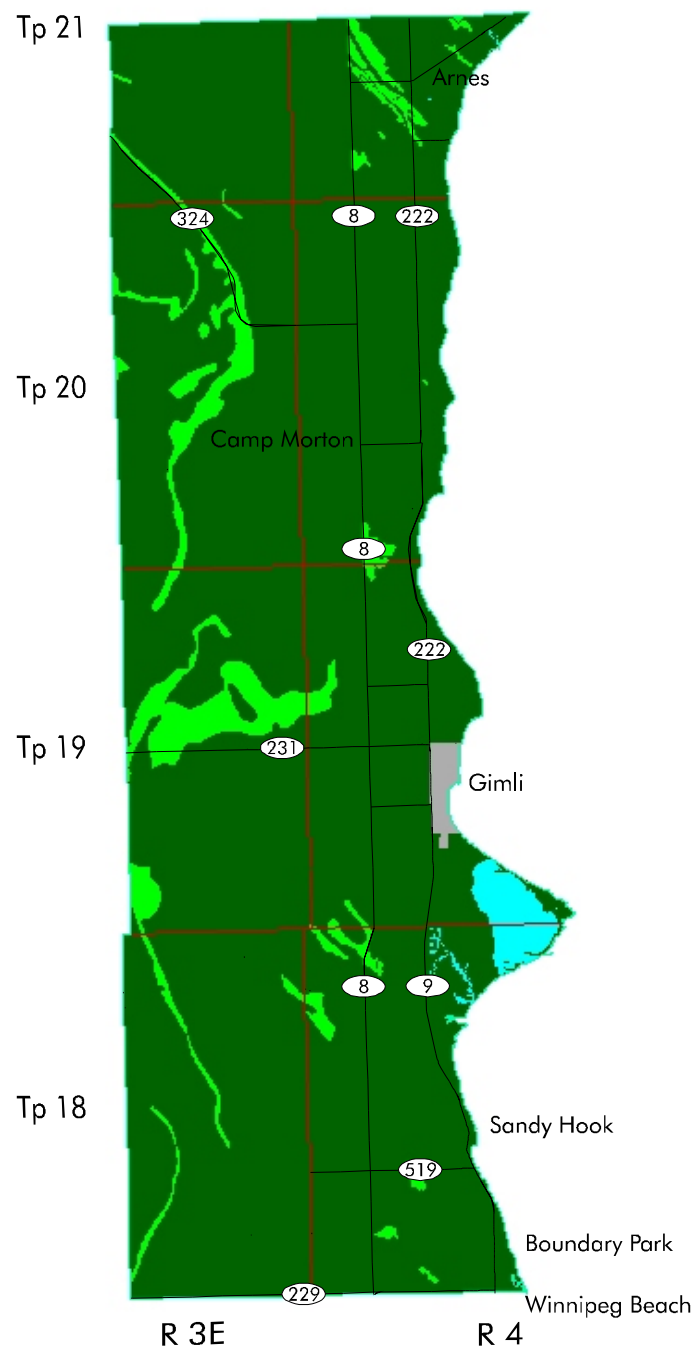 Tp 21
Arnes
324
8
222
Tp 20
Camp Morton
8
222
Tp 19
231
Gimli
8
9
Tp 18
Sandy Hook
519
Boundary Park
229
Winnipeg Beach
R 3E
R 4